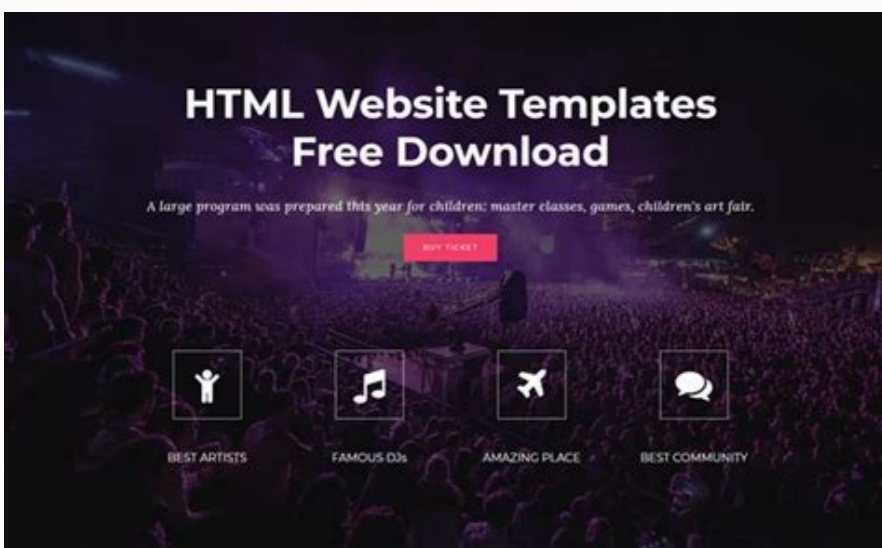 HTML Website Templates
Free Download
A large program was prepared this year for children: master classes, games, children's art fair.
BUY TICKET
BEST ARTISTS
FAMOUS DJs
AMAZING PLACE
BEST COMMUNITY